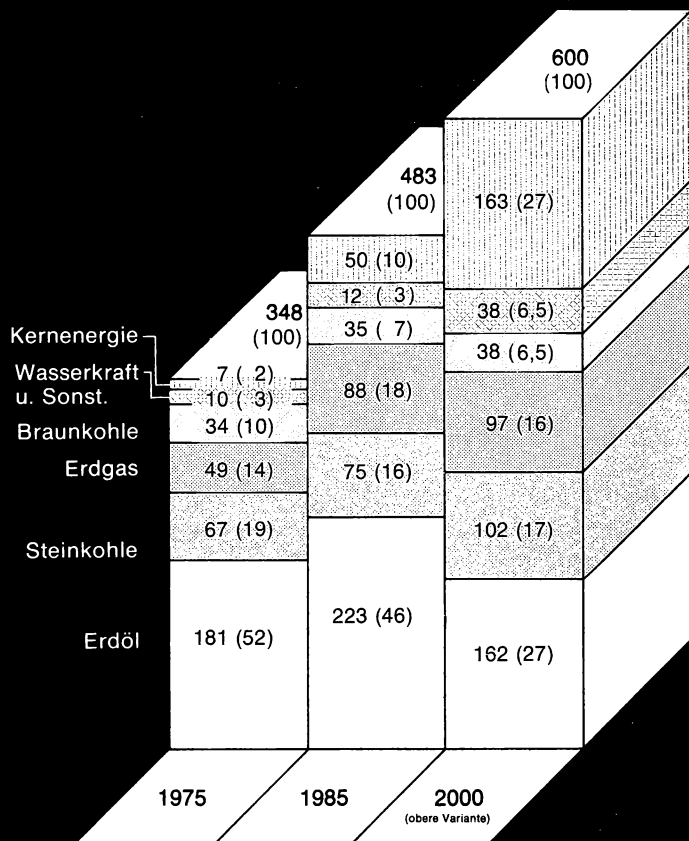 600
(100)
163 (27)
38 (6,5)
38 (6,5)
97 (16)
102 (17)
162 (27)
483
(100)
50 (10)
12 ( 3)
35 ( 7)
88 (18)
75 (16)
223 (46)
348
(100)
7 ( 2)
10 ( 3)
34 (10)
49 (14)
67 (19)
181 (52)
Kernenergie
Wasserkraft
u. Sonst.
Braunkohle
Erdgas
Steinkohle
Erdöl
1975
1985
2000
(obere Variante)